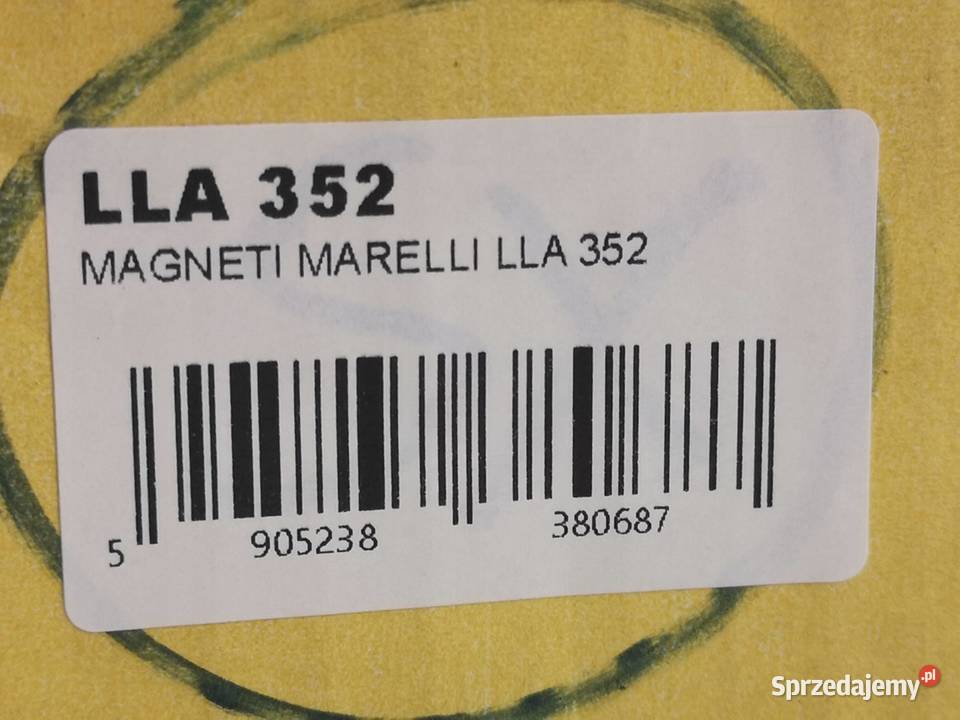 LLA 352
MAGNETI MARELLI LLA 352
5 905238 380687
Sprzedajemy.pl